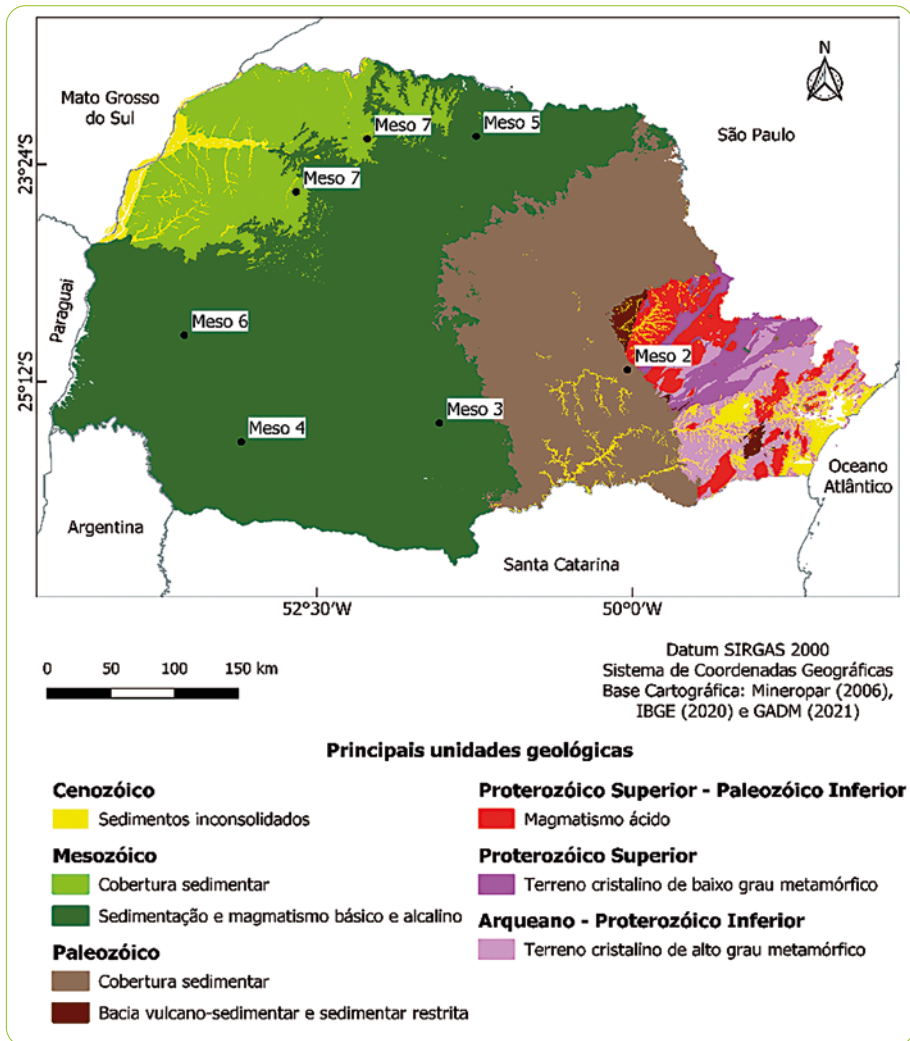 N
Mato Grosso
do Sul
São Paulo
Meso 7
Meso 5
23°24'S
Meso 7
Paraguai
Meso 6
Meso 2
25°12'S
Meso 3
Meso 4
Oceano
Atlântico
Argentina
Santa Catarina
52°30'W
50°0'W
0 50 100 150 km
Datum SIRGAS 2000
Sistema de Coordenadas Geográficas
Base Cartográfica: Mineropar (2006),
IBGE (2020) e GADM (2021)
Principais unidades geológicas
Cenozóico
Sedimentos inconsolidados
Mesozóico
Cobertura sedimentar
Sedimentação e magmatismo básico e alcalino
Paleozóico
Cobertura sedimentar
Bacia vulcano-sedimentar e sedimentar restrita
Proterozóico Superior - Paleozóico Inferior
Magmatismo ácido
Proterozóico Superior
Terreno cristalino de baixo grau metamórfico
Arqueano - Proterozóico Inferior
Terreno cristalino de alto grau metamórfico